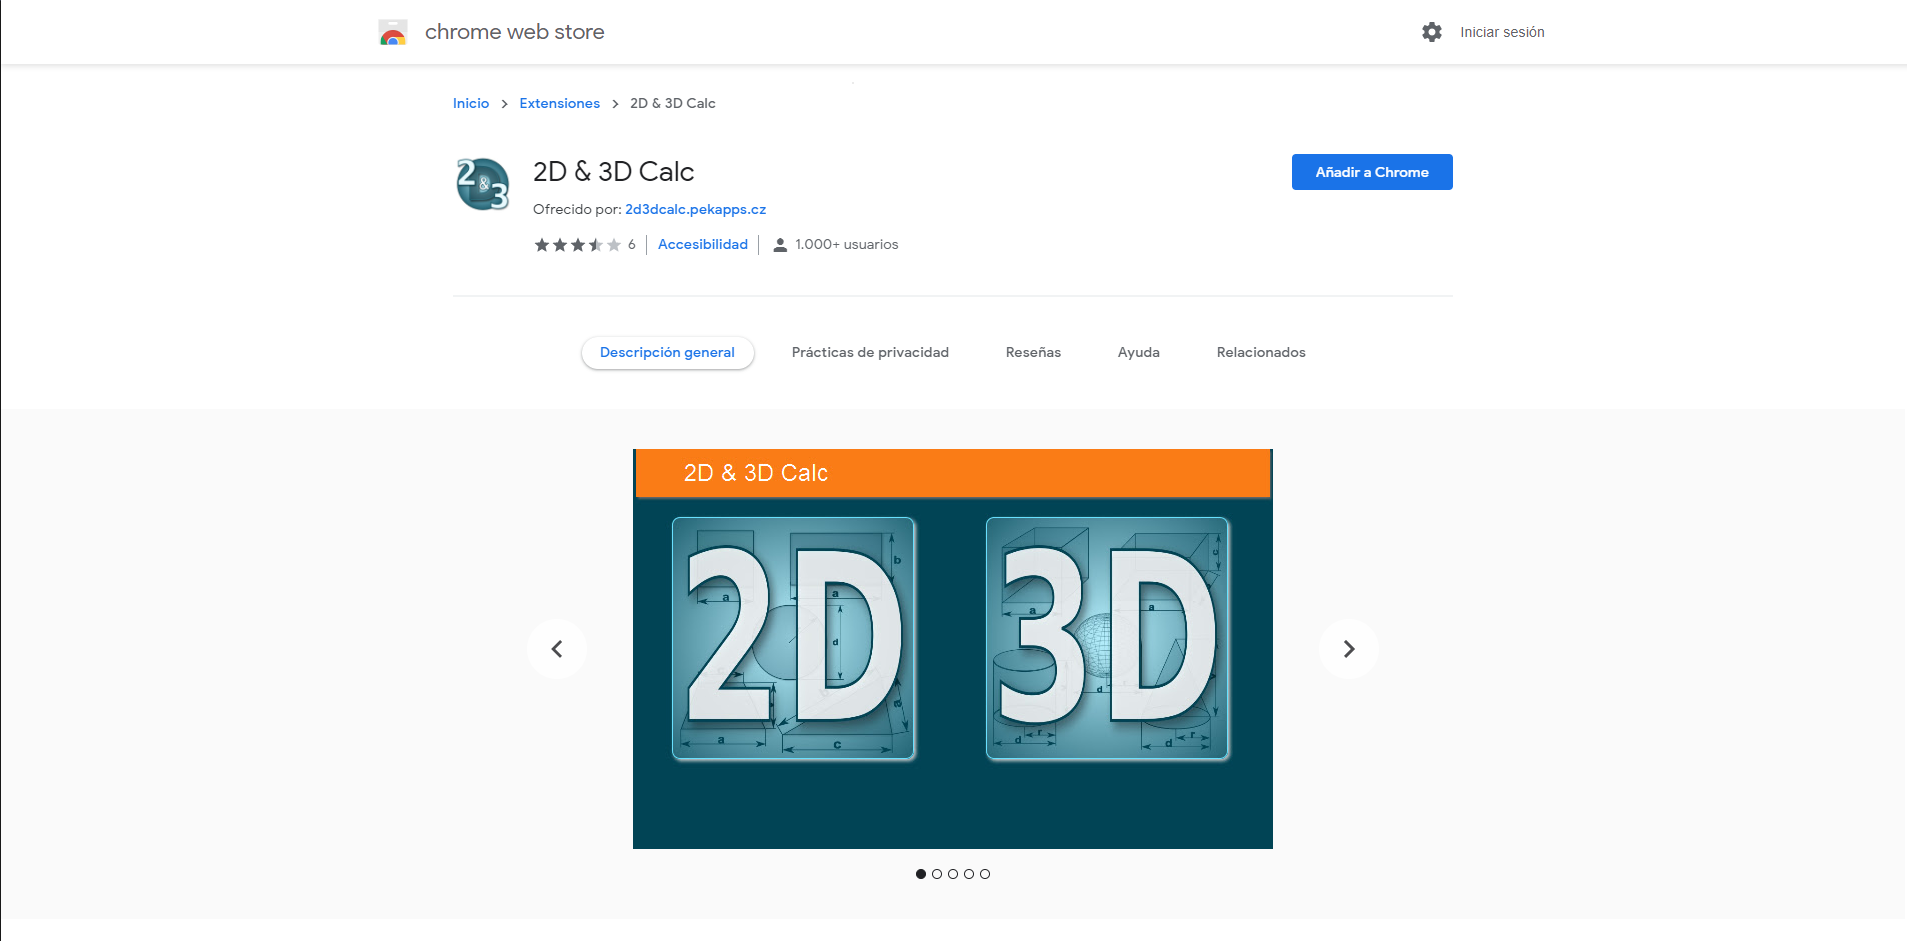 chrome web store
Iniciar sesión
Inicio > Extensiones > 2D & 3D Calc
2&3
2D & 3D Calc
Añadir a Chrome
Ofrecido por: 2d3dcalc.pekapps.cz
6 Accesibilidad 1.000+ usuarios
Descripción general Prácticas de privacidad Reseñas Ayuda Relacionados
2D & 3D Calc
2D
b
a
a
d
a
c
a
3D
c
a
a
d
r
d
r
d